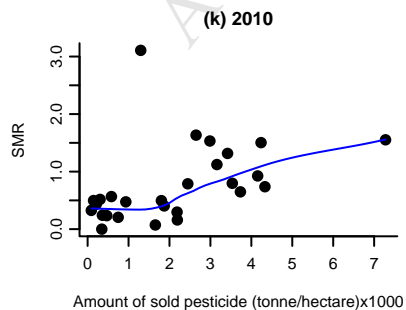 (k) 2010
3.0
2.0
1.0
0.0
SMR
0 1 2 3 4 5 6 7
Amount of sold pesticide (tonne/hectare)x1000
A